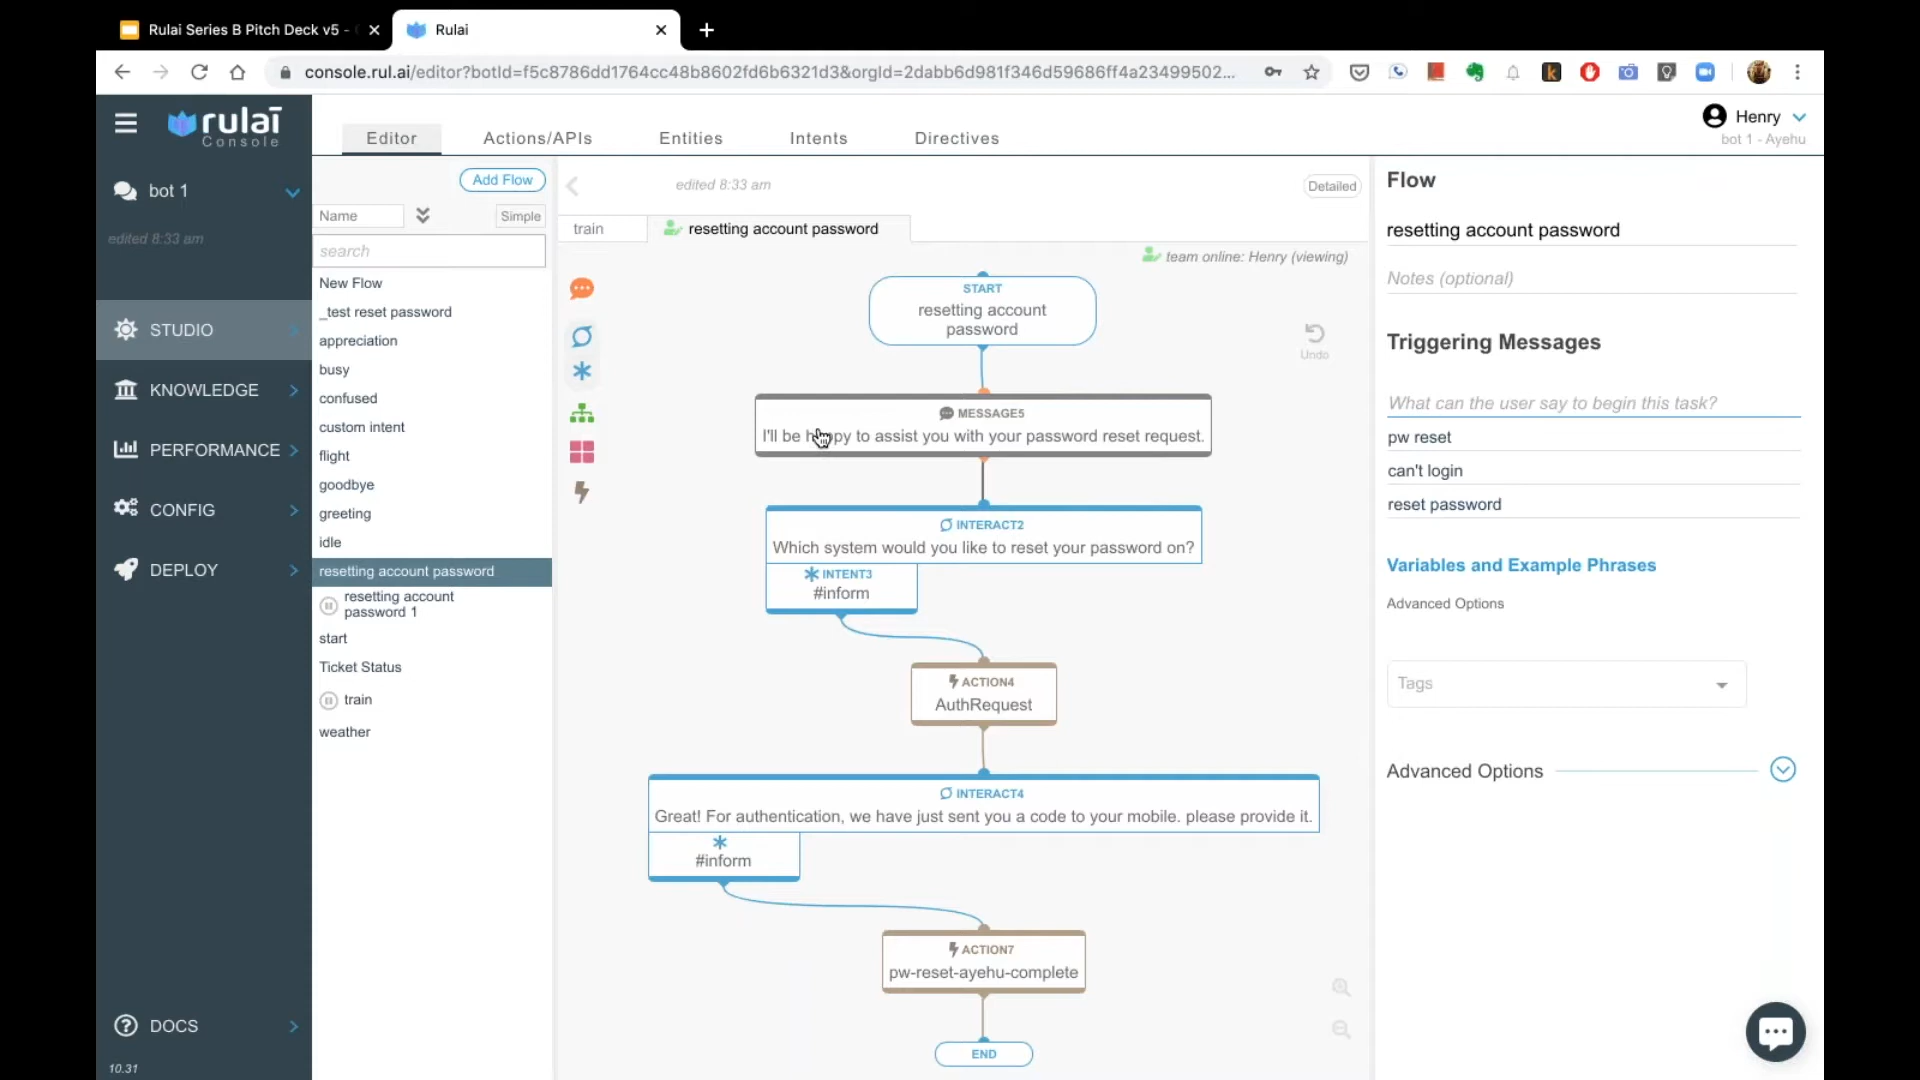 Rulai Series B Pitch Deck v5 -
Rulai
console.rul.ai/editor?botId=f5c8786dd1764cc48b8602fd6b6321d3&orgId=2dabb6d981f346d59686ff4a23499502...
rulai
Console
Editor
Actions/APIs
Entities
Intents
Directives
Henry
bot 1 - Ayehu
bot 1
edited 8:33 am
STUDIO
KNOWLEDGE
PERFORMANCE
CONFIG
DEPLOY
DOCS
10.31
Add Flow
Name
Simple
search
New Flow
_test reset password
appreciation
busy
confused
custom intent
flight
goodbye
greeting
idle
resetting account password
resetting account
password 1
start
Ticket Status
train
weather
edited 8:33 am
Detailed
train
resetting account password
team online: Henry (viewing)
Undo
START
resetting account
password
MESSAGE5
I'll be happy to assist you with your password reset request.
INTERACT2
Which system would you like to reset your password on?
INTENT3
#inform
ACTION4
AuthRequest
INTERACT4
Great! For authentication, we have just sent you a code to your mobile. please provide it.
#inform
ACTION7
pw-reset-ayehu-complete
END
Flow
resetting account password
Notes (optional)
Triggering Messages
What can the user say to begin this task?
pw reset
can't login
reset password
Variables and Example Phrases
Advanced Options
Tags
Advanced Options